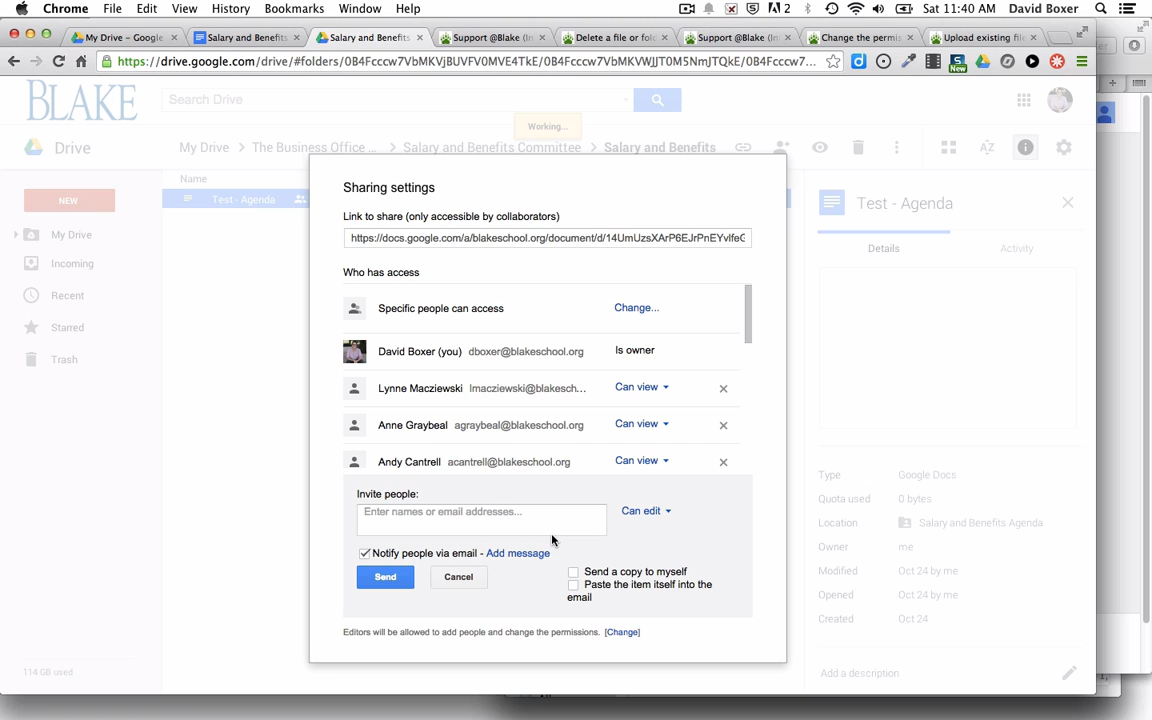 Chrome File Edit View History Bookmarks Window Help 2 Sat 11:40 AM David Boxer
My Drive – Google Salary and Benefits Salary and Benefits Support @Blake (In Delete a file or fol Support @Blake (In Change the permis Upload existing file
https://drive.google.com/drive/#folders/0B4Fcccw7VbMKVjBUVFV0MVE4TkE/0B4Fcccw7VbMKVWJJT0M5NmJTQkE/0B4Fcccw7... New
BLAKE Search Drive
Working...
Drive My Drive > The Business Office ... > Salary and Benefits Committee > Salary and Benefits AZ
NEW
My Drive
Incoming
Recent
Starred
Trash
114 GB used
Name
Test - Agenda
Sharing settings
Link to share (only accessible by collaborators)
https://docs.google.com/a/blakeschool.org/document/d/14UmUzsXArP6EJrPnEYvIfeG
Who has access
Specific people can access Change...
David Boxer (you) dboxer@blakeschool.org Is owner
Lynne Macziewski lmacziewski@blakesch... Can view
Anne Graybeal agraybeal@blakeschool.org Can view
Andy Cantrell acantrell@blakeschool.org Can view
Invite people:
Enter names or email addresses... Can edit
Notify people via email - Add message
Send Cancel
Send a copy to myself
Paste the item itself into the
email
Editors will be allowed to add people and change the permissions. [Change]
Test - Agenda
Details Activity
Type Google Docs
Quota used 0 bytes
Location Salary and Benefits Agenda
Owner me
Modified Oct 24 by me
Opened Oct 24 by me
Created Oct 24
Add a description